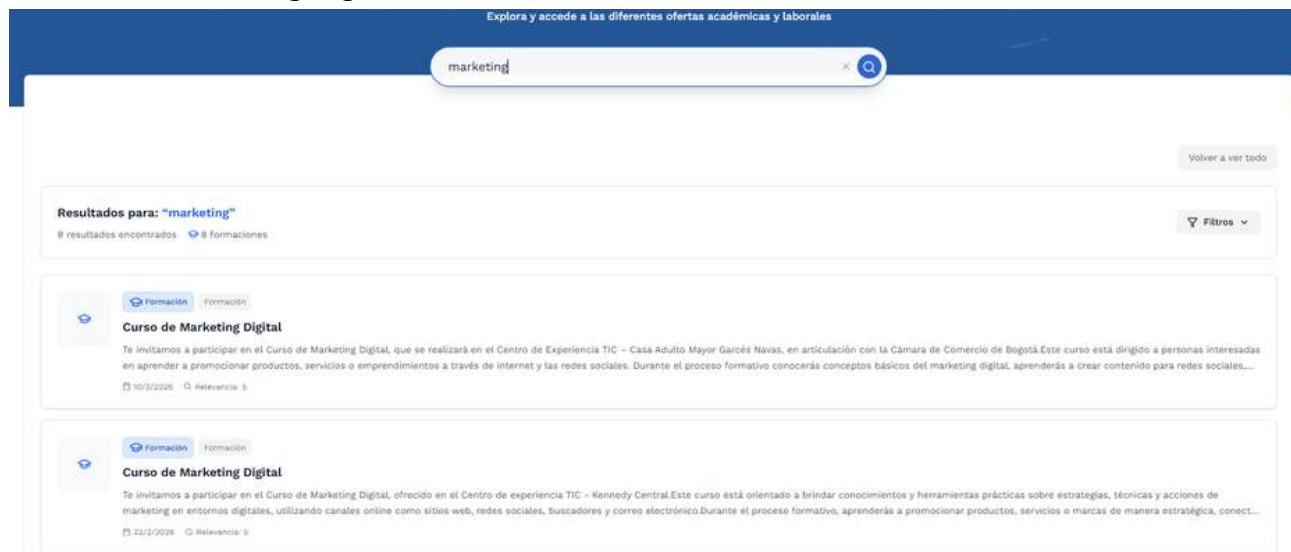 Explora y accede a las diferentes ofertas académicas y laborales
marketing
Volver a ver todo
Resultados para: “marketing”
Filtros
8 resultados encontrados 8 formaciones
Formación Formación
Curso de Marketing Digital
Te invitamos a participar en el Curso de Marketing Digital, que se realizará en el Centro de Experiencia TIC – Casa Adulto Mayor Garcés Navas, en articulación con la Cámara de Comercio de Bogotá.Este curso está dirigido a personas interesadas
en aprender a promocionar productos, servicios o emprendimientos a través de internet y las redes sociales. Durante el proceso formativo conocerás conceptos básicos del marketing digital, aprenderás a crear contenido para redes sociales,...
10/3/2026 Relevancia: 5
Formación Formación
Curso de Marketing Digital
Te invitamos a participar en el Curso de Marketing Digital, ofrecido en el Centro de experiencia TIC - Kennedy Central.Este curso está orientado a brindar conocimientos y herramientas prácticas sobre estrategias, técnicas y acciones de
marketing en entornos digitales, utilizando canales online como sitios web, redes sociales, buscadores y correo electrónico.Durante el proceso formativo, aprenderás a promocionar productos, servicios o marcas de manera estratégica, conect...
22/2/2026 Relevancia: 5